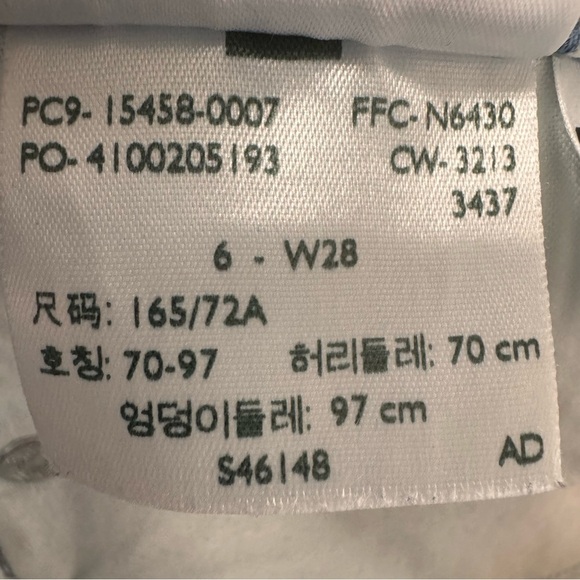 PC9- 15458-0007 FFC- N6430
PO- 4100205193 CW- 3213
3437
6 - W28
尺码: 165/72A
호칭: 70-97 허리둘레: 70 cm
엉덩이둘레: 97 cm
S46148 AD